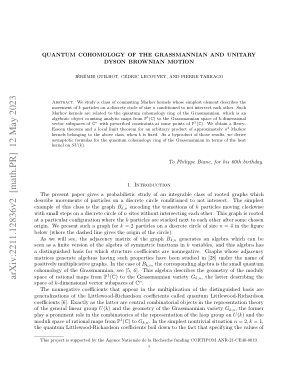 QUANTUM COHOMOLOGY OF THE GRASSMANNIAN AND UNITARY
DYSON BROWNIAN MOTION
JÉRÉMIE GUILHOT, CÉDRIC LECOUVEY, AND PIERRE TARRAGO
Abstract. We study a class of commuting Markov kernels whose simplest element describes the
movement of k particles on a discrete circle of size n conditioned to not intersect each other. Such
Markov kernels are related to the quantum cohomology ring of the Grassmannian, which is an
algebraic object counting analytic maps from P¹(C) to the Grassmannian space of k-dimensional
vector subspaces of Cⁿ with prescribed constraints at some points of P¹(C). We obtain a Berry-
Esseen theorem and a local limit theorem for an arbitrary product of approximately n² Markov
kernels belonging to the above class, when k is fixed. As a byproduct of those results, we derive
asymptotic formulas for the quantum cohomology ring of the Grassmannian in terms of the heat
kernel on SU(k).
To Philippe Biane, for his 60th birthday.
1. Introduction
The present paper gives a probabilistic study of an integrable class of rooted graphs which
describe movements of particles on a discrete circle conditioned to not intersect. The simplest
example of this class is the graph
encoding the transitions of k particles moving clockwise
with small steps on a discrete circle of n sites without intersecting each other. This graph is rooted
at a particular configuration where the k particles are started next to each other after some chosen
origin. We present such a graph for k = 2 particles on a discrete circle of size n = 4 in the figure
below (where the dashed line gives the origin of the circle).
As we will see, the adjacency matrix of the graph
generates an algebra which can be
seen as a finite version of the algebra of symmetric functions in k variables, and this algebra has
a distinguished basis for which structure coefficients are nonnegative. Graphs whose adjacency
matrices generate algebras having such properties have been studied in [28] under the name of
positively multiplicative graphs. In the case of
the corresponding algebra is the small quantum
cohomology of the Grassmannian, see [5, 6]. This algebra describes the geometry of the moduli
space of rational maps from P¹(C) to the Grassmannian variety
the latter describing the
space of k-dimensional vector subspaces of Cⁿ.
The nonnegative coefficients that appear in the multiplication of the distinguished basis are
generalizations of the Littlewood-Richardson coefficients called quantum Littlewood-Richardson
coefficients [6]. Exactly as the latter are central combinatorial objects in the representation theory
of the general linear group U(k) and the geometry of the Grassmannian variety
the former
play a prominent role in the combinatorics of the representation of the loop group on U(k) and the
moduli space of rational maps from P¹(C) to
In the simplest nontrivial situation n = 2, k = 1,
the quantum Littlewood-Richardson coefficients boil down to the fact that specifying the values of
This project is supported by the Agence Nationale de la Recherche funding CORTIPOM ANR-21-CE40-0019.
1
arXiv:2211.12836v2 [math.PR] 12 May 2023